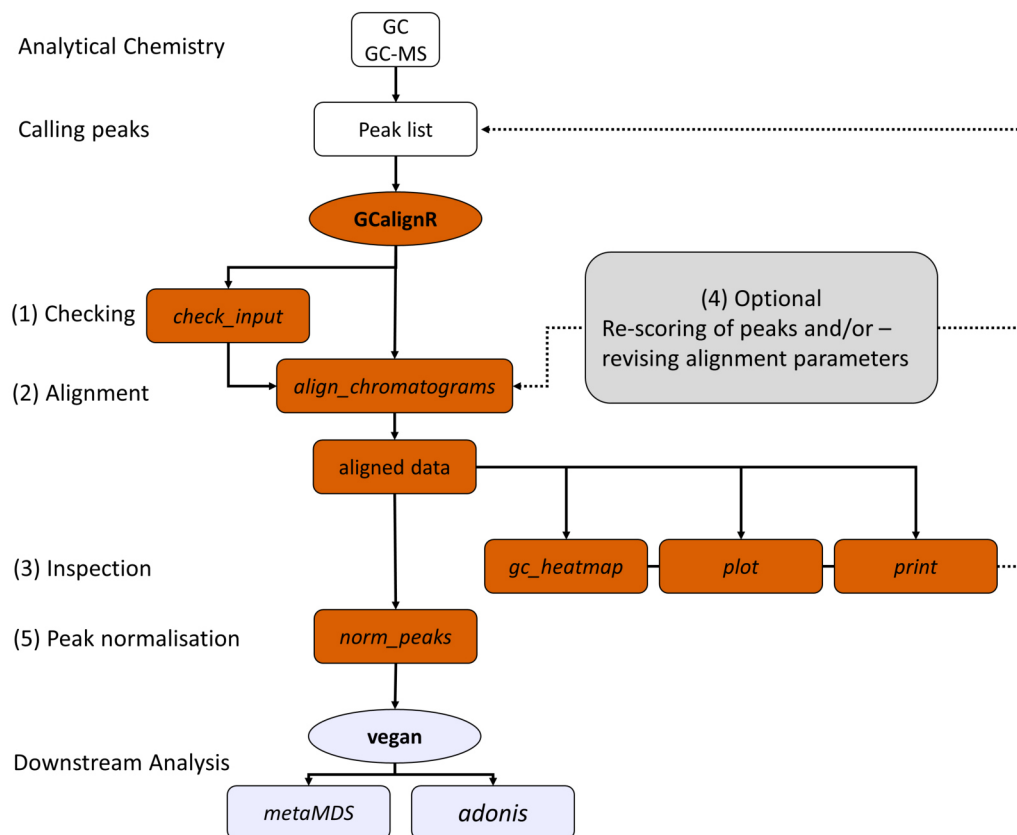 Analytical Chemistry
GC
GC-MS
Calling peaks
Peak list
GCalignR
(1) Checking
check_input
(4) Optional
Re-scoring of peaks and/or –
revising alignment parameters
(2) Alignment
align_chromatograms
aligned data
(3) Inspection
gc_heatmap
plot
print
(5) Peak normalisation
norm_peaks
vegan
Downstream Analysis
metaMDS
adonis